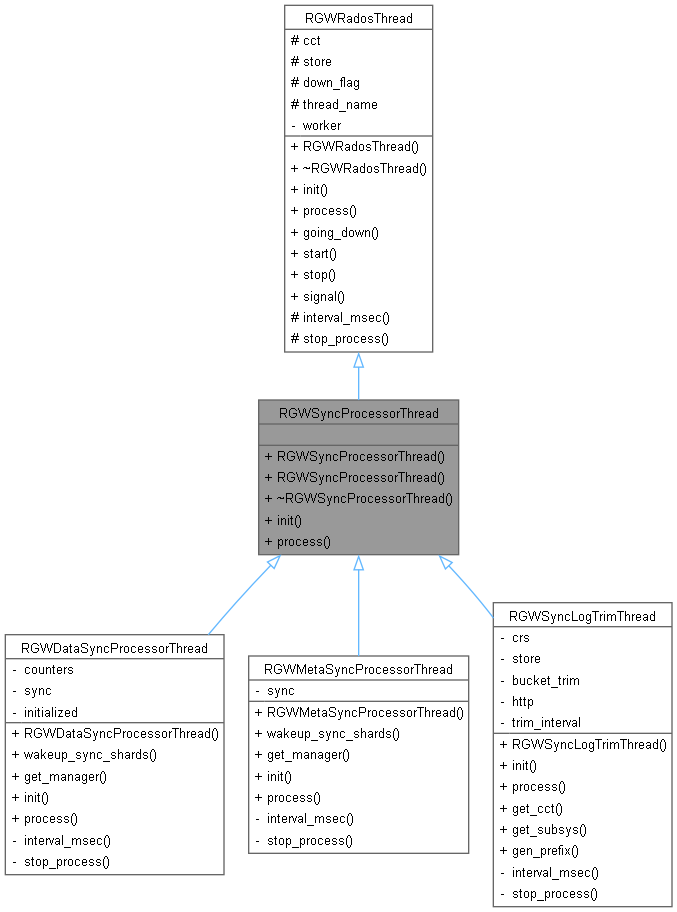 RGWRadosThread
# cct
# store
# down_flag
# thread_name
- worker
+ RGWRadosThread()
+ ~RGWRadosThread()
+ init()
+ process()
+ going_down()
+ start()
+ stop()
+ signal()
# interval_msec()
# stop_process()
RGWSyncProcessorThread
+ RGWSyncProcessorThread()
+ RGWSyncProcessorThread()
+ ~RGWSyncProcessorThread()
+ init()
+ process()
RGWDataSyncProcessorThread
- counters
- sync
- initialized
+ RGWDataSyncProcessorThread()
+ wakeup_sync_shards()
+ get_manager()
+ init()
+ process()
- interval_msec()
- stop_process()
RGWMetaSyncProcessorThread
- sync
+ RGWMetaSyncProcessorThread()
+ wakeup_sync_shards()
+ get_manager()
+ init()
+ process()
- interval_msec()
- stop_process()
RGWSyncLogTrimThread
- crs
- store
- bucket_trim
- http
- trim_interval
+ RGWSyncLogTrimThread()
+ init()
+ process()
+ get_cct()
+ get_subsys()
+ gen_prefix()
- interval_msec()
- stop_process()